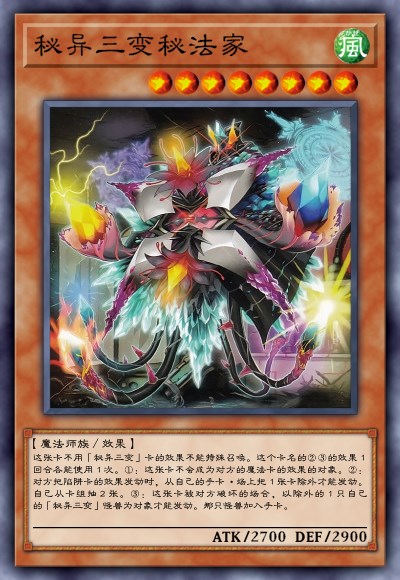 秘异三变秘法家
風
【魔法师族/效果】
这张卡不用「秘异三变」卡的效果不能特殊召唤。这个卡名的②③的效果1
回合各能使用1次。①：这张卡不会成为对方的魔法卡的效果的对象。②：
对方把陷阱卡的效果发动时，从自己的手卡·场上把1张卡除外才能发动。
自己从卡组抽2张。③：这张卡被对方破坏的场合，以除外的1只自己
的「秘异三变」怪兽为对象才能发动。那只怪兽加入手卡。
ATK/2700 DEF/2900